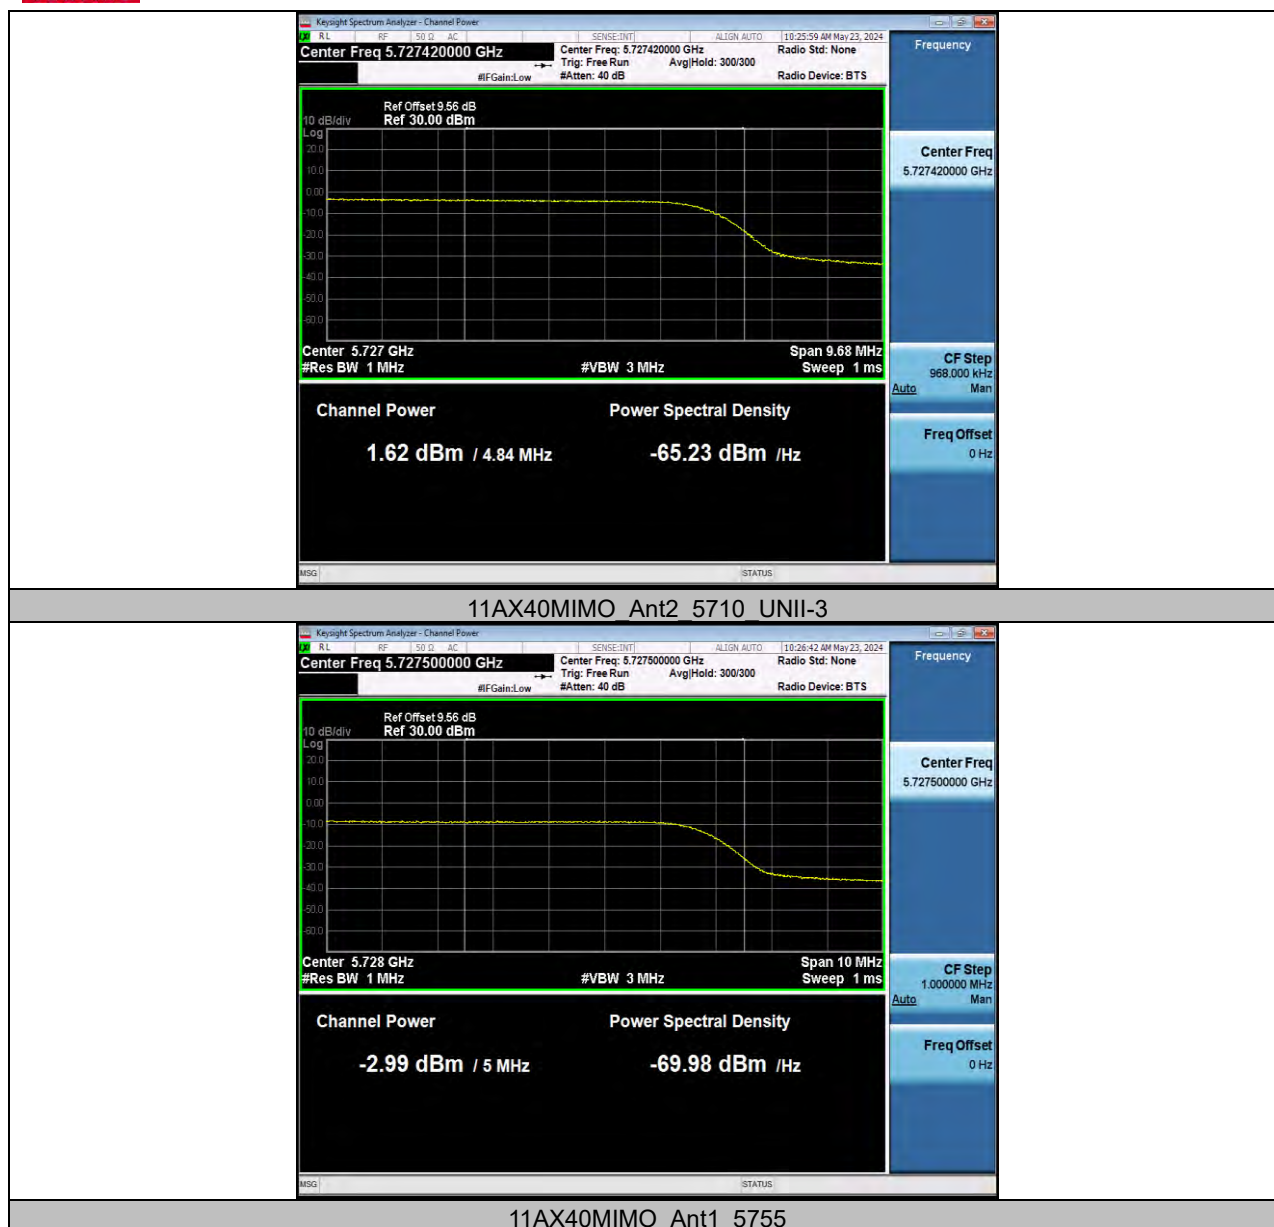 Keysight Spectrum Analyzer - Channel Power
RL RF 50 Ω AC SENSE:INT ALIGN AUTO 10:25:59 AM May 23, 2024
Center Freq 5.727420000 GHz
Center Freq: 5.727420000 GHz
Radio Std: None
Trig: Free Run Avg|Hold: 300/300
#IFGain:Low
#Atten: 40 dB
Radio Device: BTS
Frequency
Ref Offset 9.56 dB
10 dB/div Ref 30.00 dBm
Log
20.0
10.0
0.00
-10.0
-20.0
-30.0
-40.0
-50.0
-60.0
Center Freq
5.727420000 GHz
Center 5.727 GHz Span 9.68 MHz
#Res BW 1 MHz #VBW 3 MHz Sweep 1 ms
CF Step
968.000 kHz
Auto Man
Channel Power Power Spectral Density
1.62 dBm / 4.84 MHz -65.23 dBm /Hz
Freq Offset
0 Hz
MSG STATUS
11AX40MIMO_Ant2_5710_UNII-3
Keysight Spectrum Analyzer - Channel Power
RL RF 50 Ω AC SENSE:INT ALIGN AUTO 10:26:42 AM May 23, 2024
Center Freq 5.727500000 GHz
Center Freq: 5.727500000 GHz
Radio Std: None
Trig: Free Run Avg|Hold: 300/300
#IFGain:Low
#Atten: 40 dB
Radio Device: BTS
Frequency
Ref Offset 9.56 dB
10 dB/div Ref 30.00 dBm
Log
20.0
10.0
0.00
-10.0
-20.0
-30.0
-40.0
-50.0
-60.0
Center Freq
5.727500000 GHz
Center 5.728 GHz Span 10 MHz
#Res BW 1 MHz #VBW 3 MHz Sweep 1 ms
CF Step
1.000000 MHz
Auto Man
Channel Power Power Spectral Density
-2.99 dBm / 5 MHz -69.98 dBm /Hz
Freq Offset
0 Hz
MSG STATUS
11AX40MIMO_Ant1_5755